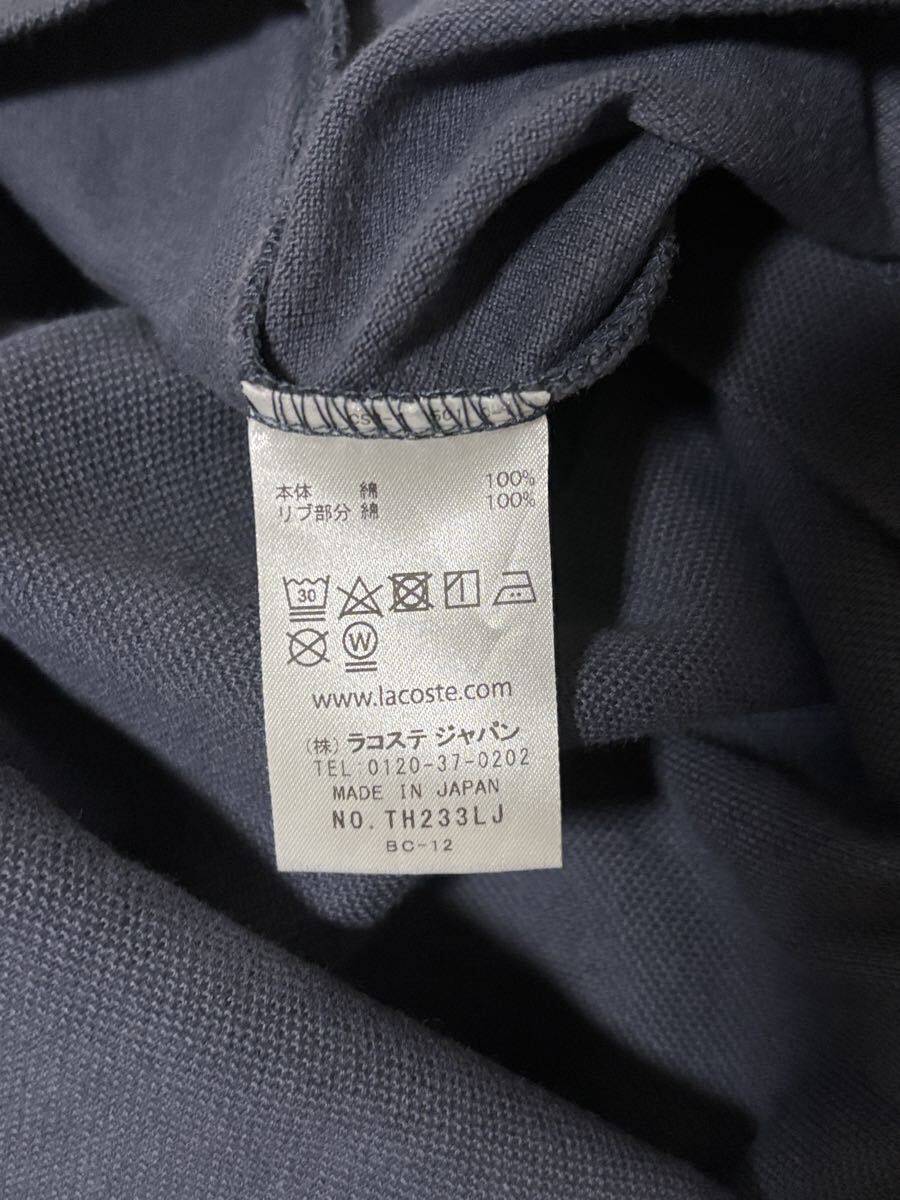 本体 綿 100%
リブ部分 綿 100%
30
W
www.lacoste.com
(株) ラコステ ジャパン
TEL:0120-37-0202
MADE IN JAPAN
NO. TH233LJ
BC-12